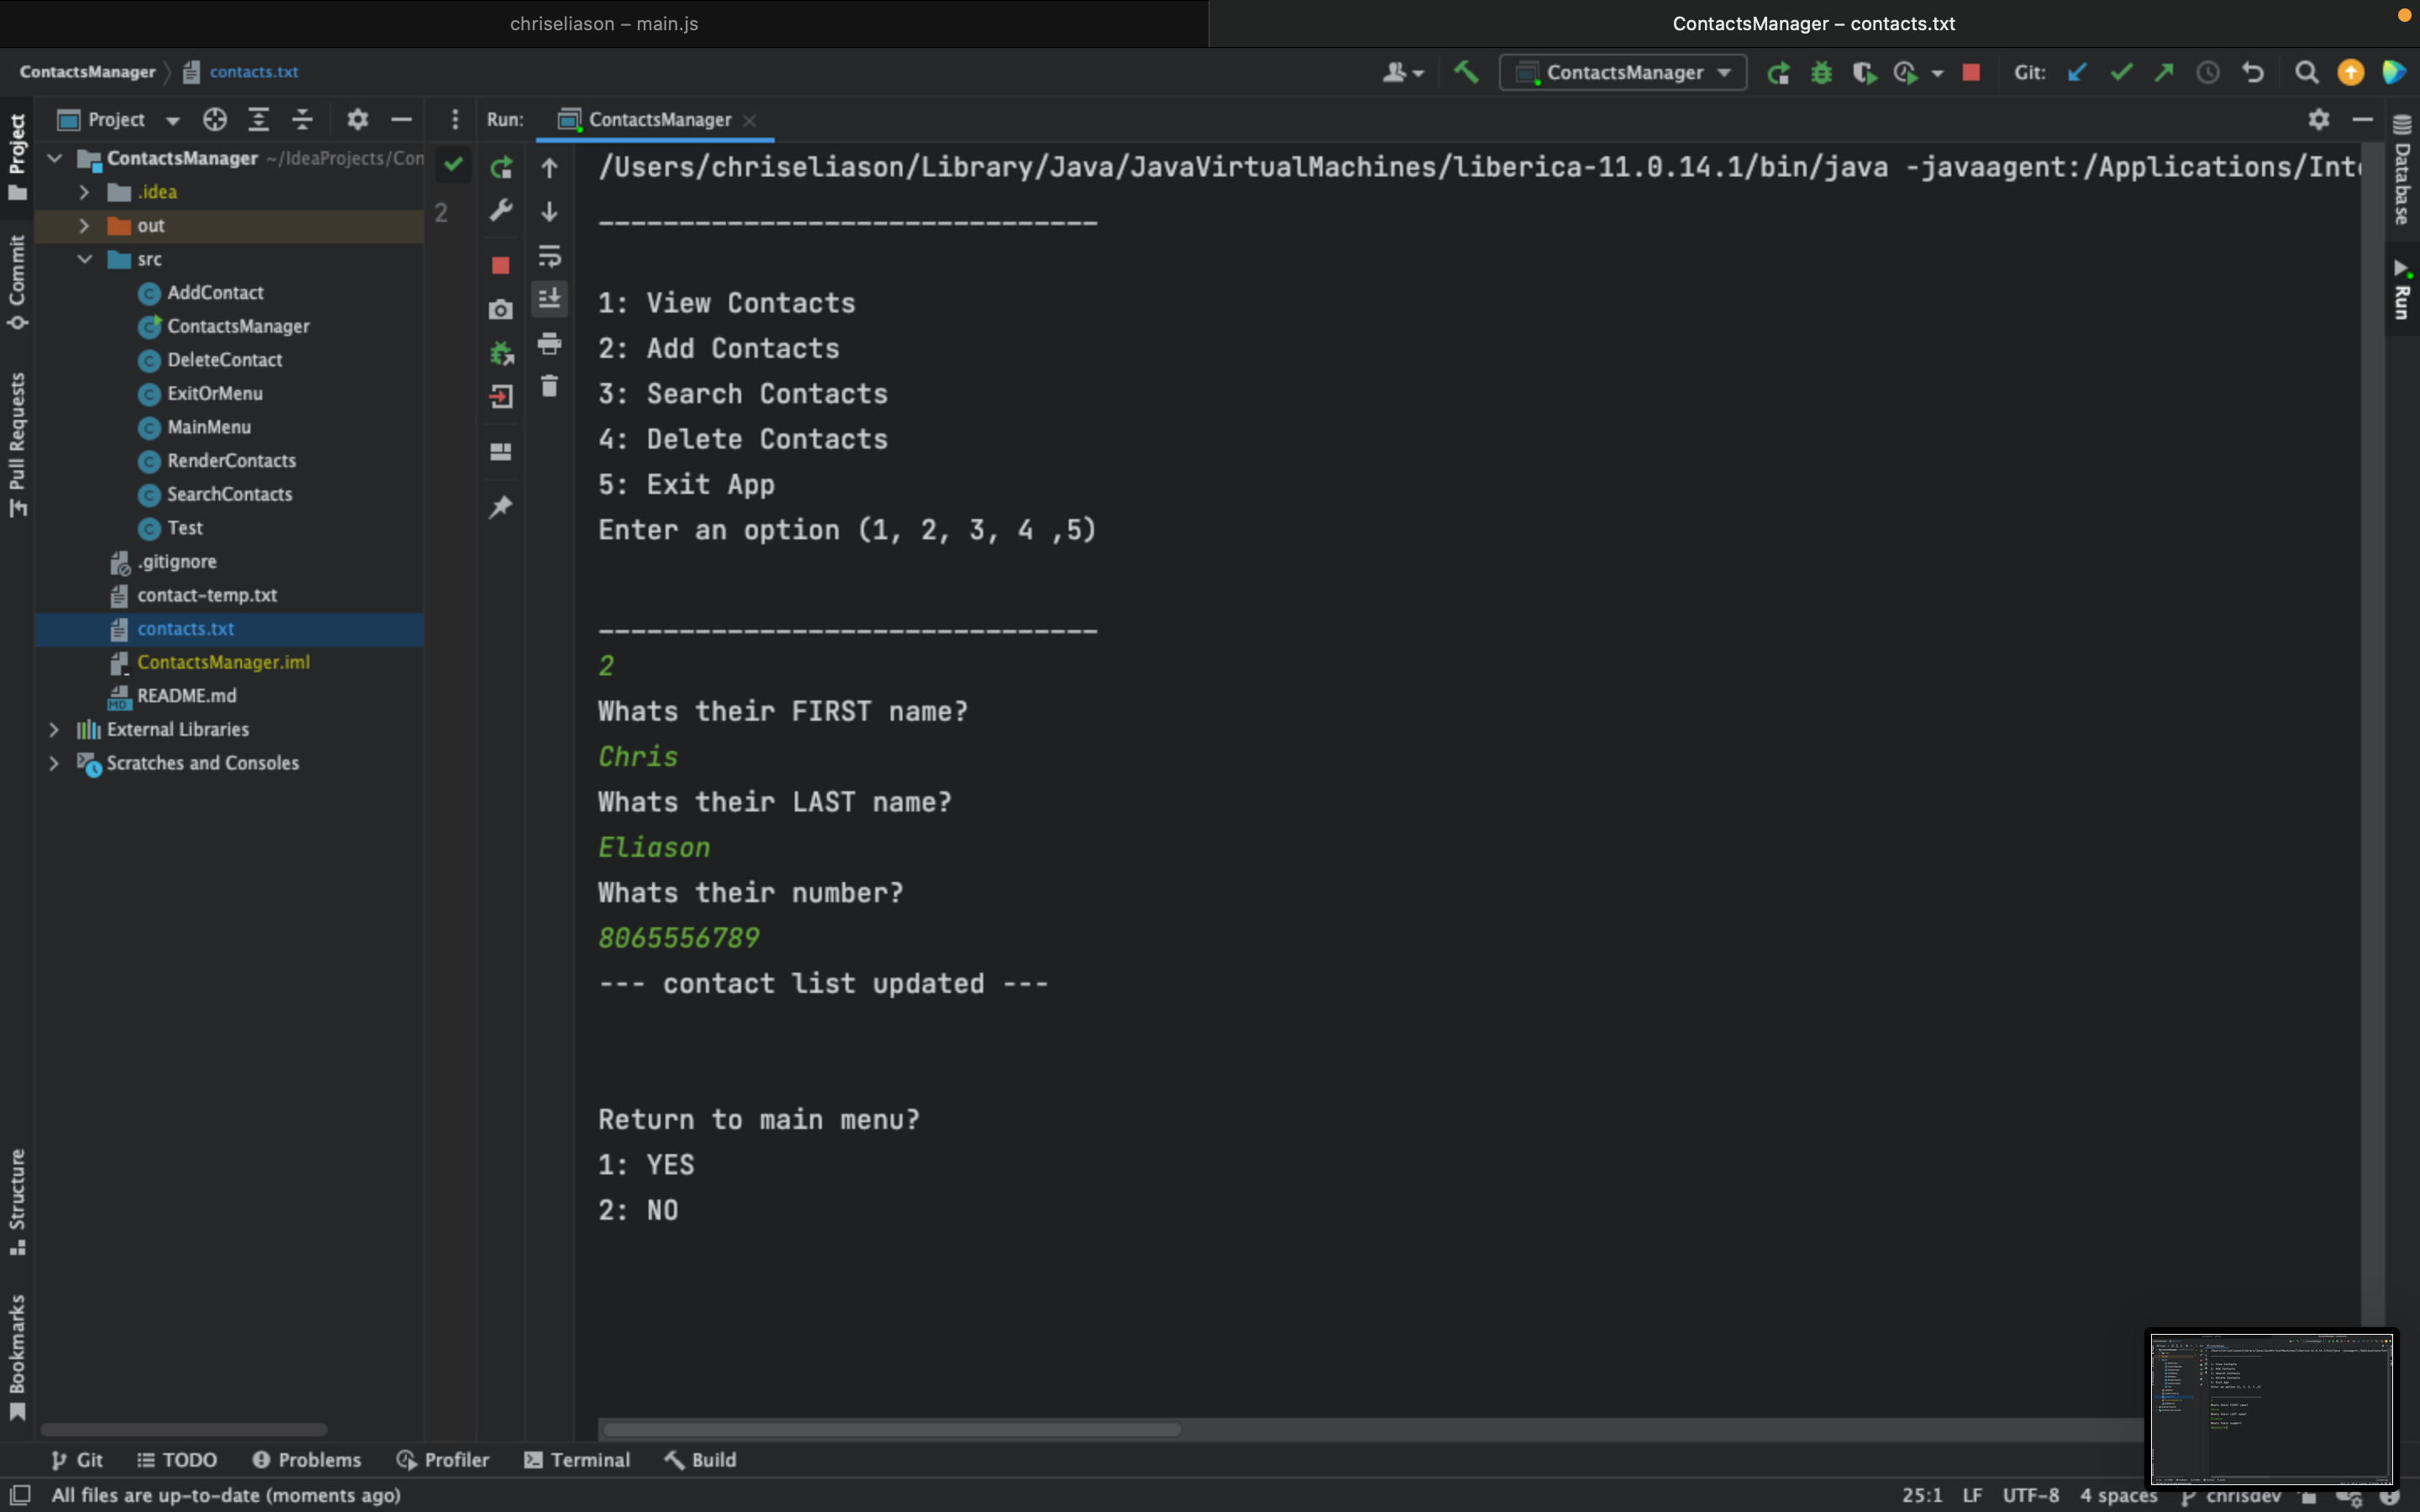 chriseliason – main.js
ContactsManager – contacts.txt
ContactsManager contacts.txt
ContactsManager
Git:
Project
Run: ContactsManager
ContactsManager ~/IdeaProjects/Con
.idea
out
src
AddContact
ContactsManager
DeleteContact
ExitOrMenu
MainMenu
RenderContacts
SearchContacts
Test
.gitignore
contact-temp.txt
contacts.txt
ContactsManager.iml
README.md
External Libraries
Scratches and Consoles
2
/Users/chriseliason/Library/Java/JavaVirtualMachines/liberica-11.0.14.1/bin/java -javaagent:/Applications/Inte
_______________________________
1: View Contacts
2: Add Contacts
3: Search Contacts
4: Delete Contacts
5: Exit App
Enter an option (1, 2, 3, 4 ,5)
_______________________________
2
Whats their FIRST name?
Chris
Whats their LAST name?
Eliason
Whats their number?
8065556789
--- contact list updated ---
Return to main menu?
1: YES
2: NO
Project
Commit
Pull Requests
Structure
Bookmarks
Database
Run
Git
TODO
Problems
Profiler
Terminal
Build
All files are up-to-date (moments ago)
25:1 LF UTF-8 4 spaces chrisdev